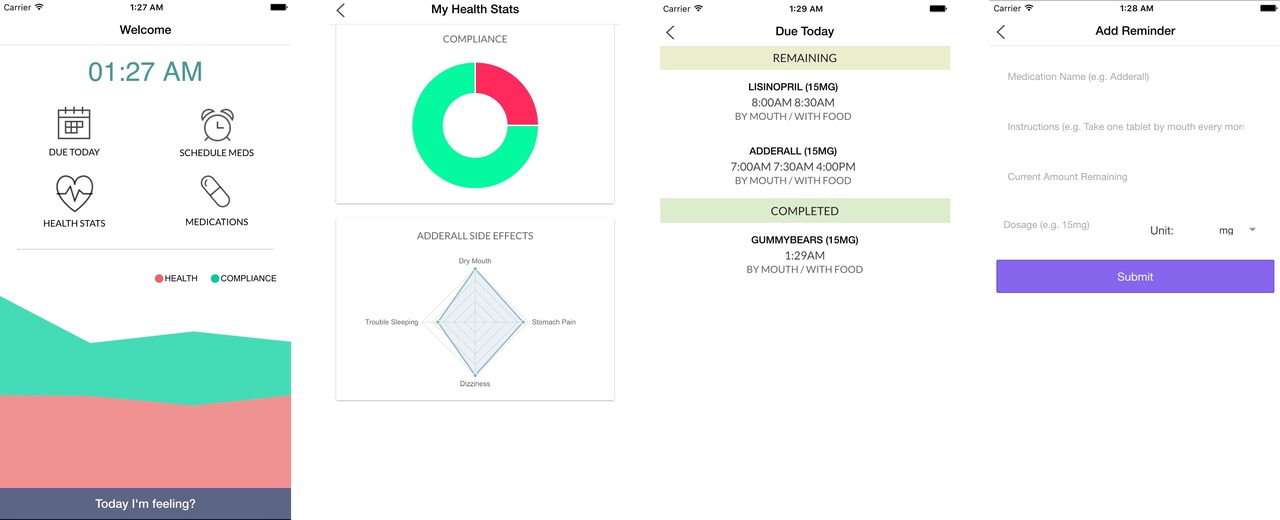 Carrier 1:27 AM
Welcome
01:27 AM
DUE TODAY
SCHEDULE MEDS
HEALTH STATS
MEDICATIONS
HEALTH COMPLIANCE
Today I'm feeling?
My Health Stats
COMPLIANCE
ADDERALL SIDE EFFECTS
Dry Mouth
Trouble Sleeping
Stomach Pain
Dizziness
Carrier 1:29 AM
Due Today
REMAINING
LISINOPRIL (15MG)
8:00AM 8:30AM
BY MOUTH / WITH FOOD
ADDERALL (15MG)
7:00AM 7:30AM 4:00PM
BY MOUTH / WITH FOOD
COMPLETED
GUMMYBEARS (15MG)
1:29AM
BY MOUTH / WITH FOOD
Carrier 1:28 AM
Add Reminder
Medication Name (e.g. Adderall)
Instructions (e.g. Take one tablet by mouth every mor
Current Amount Remaining
Dosage (e.g. 15mg) Unit: mg
Submit